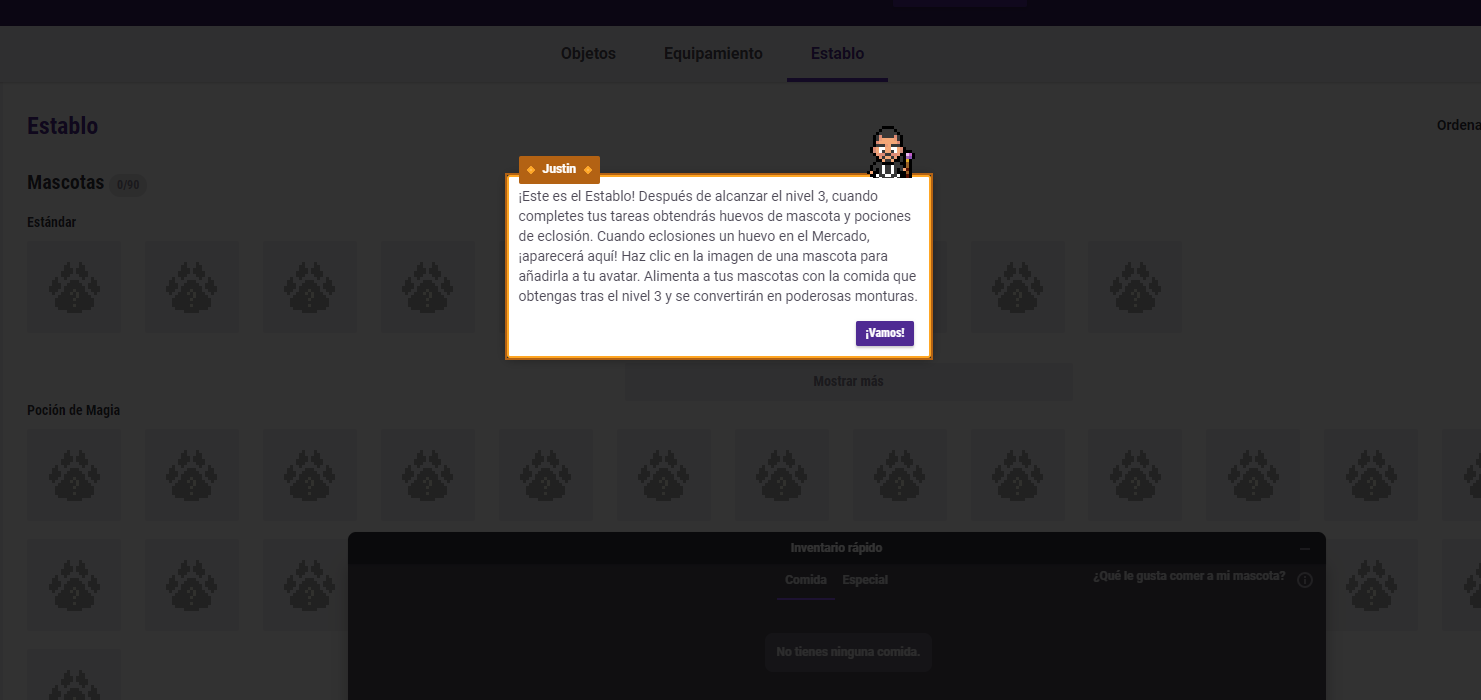 Objetos Equipamiento Establo
Establo
Ordena
Mascotas 0/90
Justin
¡Este es el Establo! Después de alcanzar el nivel 3, cuando
completes tus tareas obtendrás huevos de mascota y pociones
de eclosión. Cuando eclosiones un huevo en el Mercado,
¡aparecerá aquí! Haz clic en la imagen de una mascota para
añadirla a tu avatar. Alimenta a tus mascotas con la comida que
obtengas tras el nivel 3 y se convertirán en poderosas monturas.
¡Vamos!
Estándar
Mostrar más
Poción de Magia
Inventario rápido
Comida Especial
¿Qué le gusta comer a mi mascota?
No tienes ninguna comida.